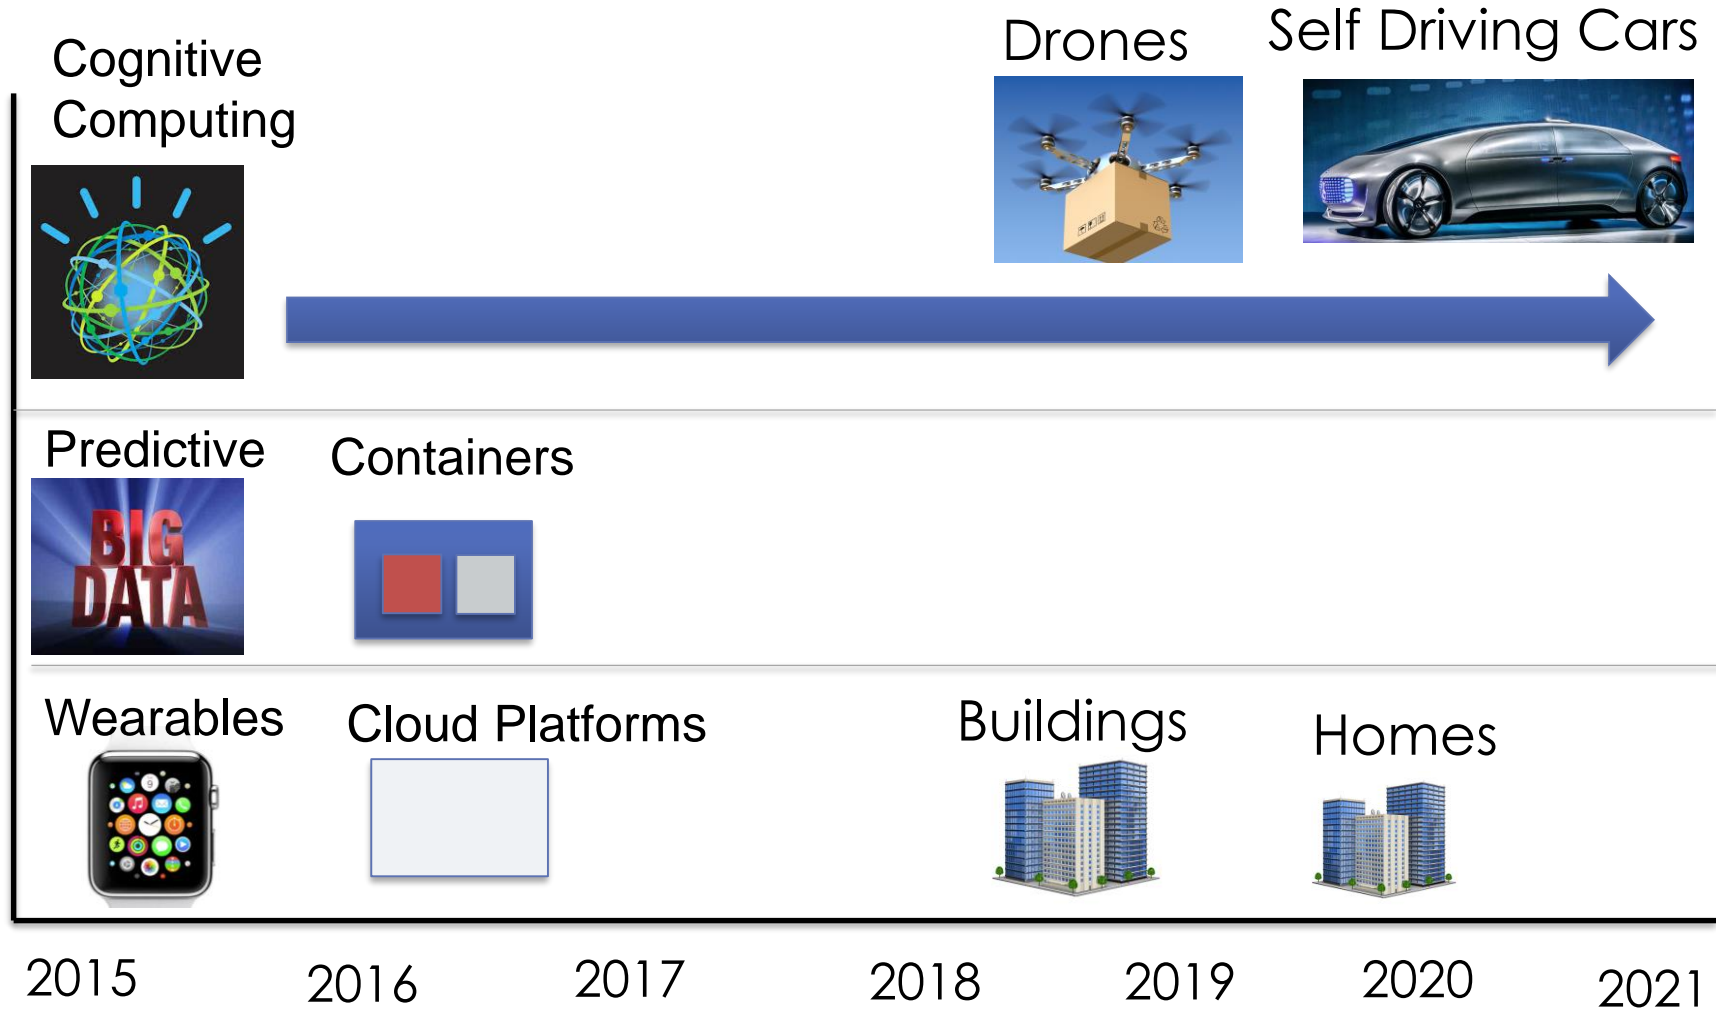 Cognitive
Computing
Drones
Self Driving Cars
Predictive
BIG
DATA
Containers
Wearables
9
Cloud Platforms
Buildings
Homes
2015
2016
2017
2018
2019
2020
2021